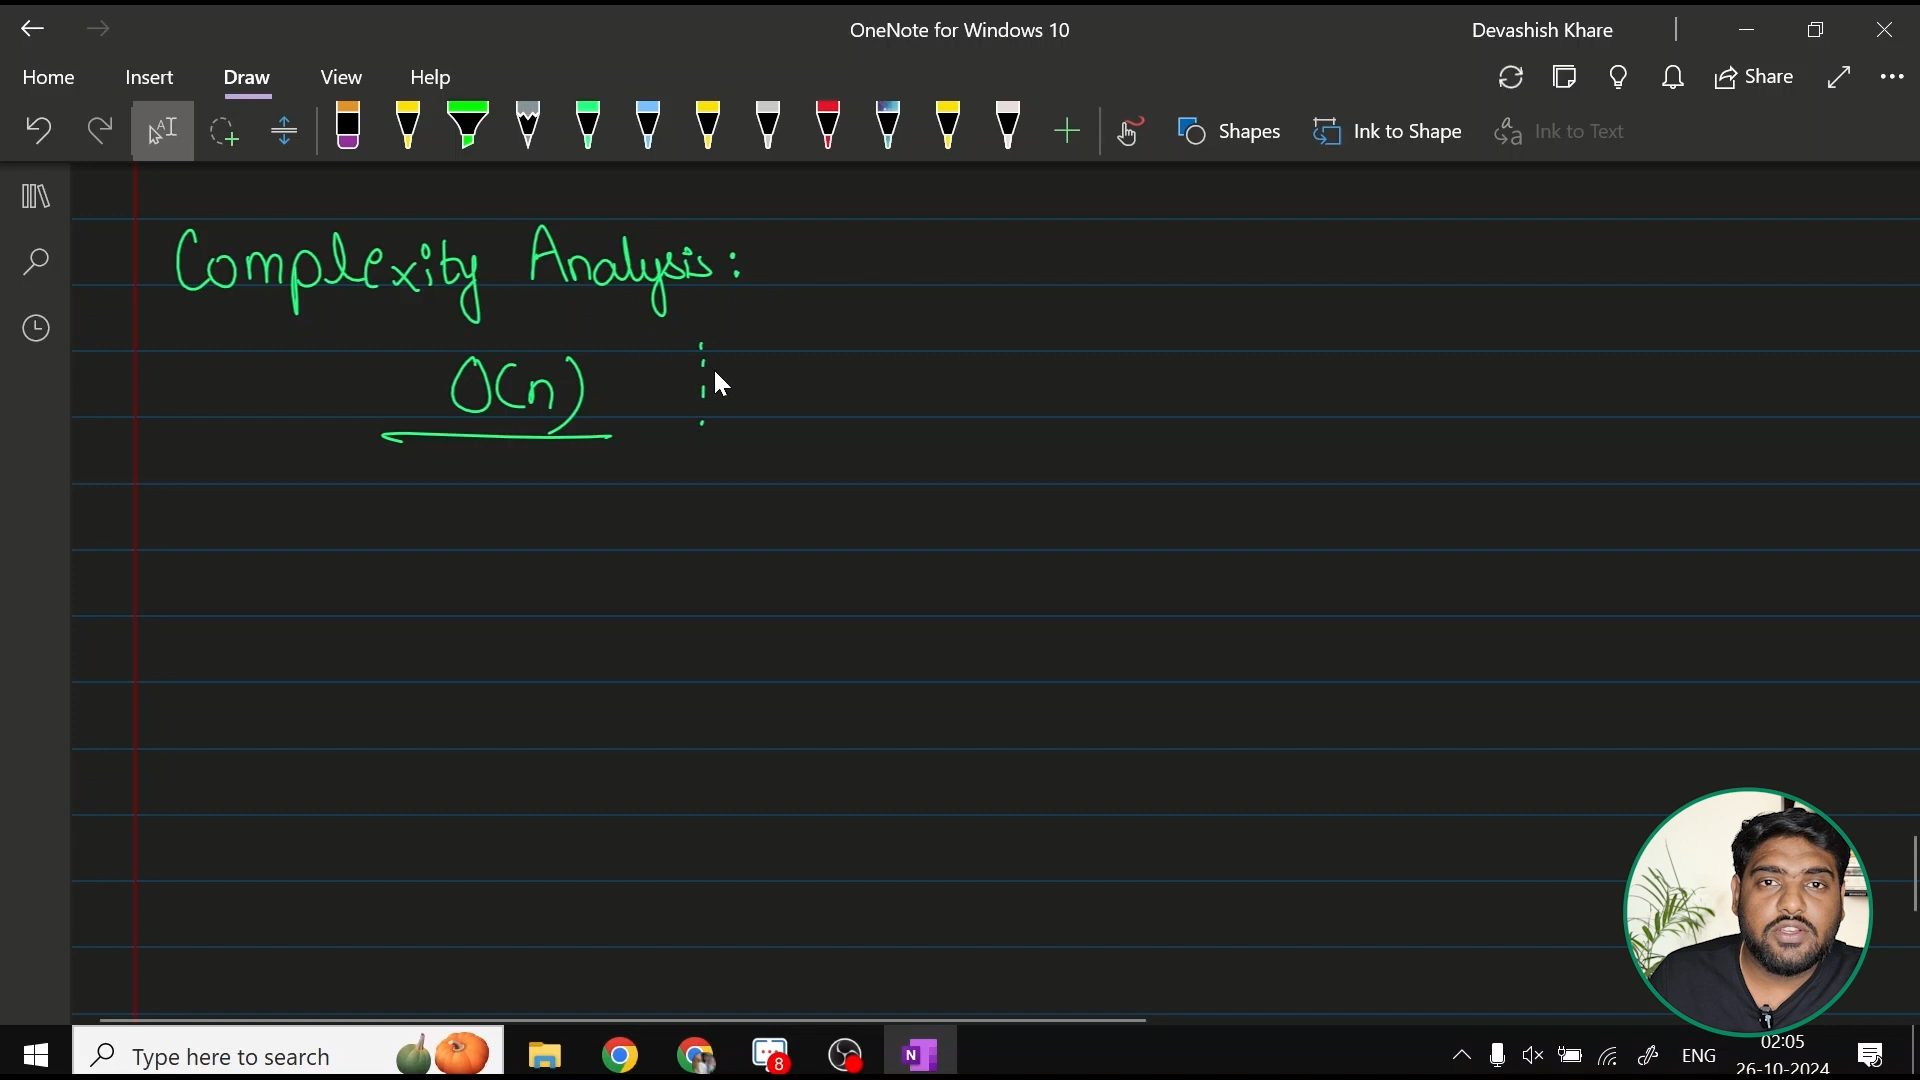 OneNote for Windows 10
Devashish Khare
Home Insert Draw View Help
Share
Shapes Ink to Shape Ink to Text
Complexity Analysis:
O(n)
Type here to search
8
N
ENG
02:05
26-10-2024